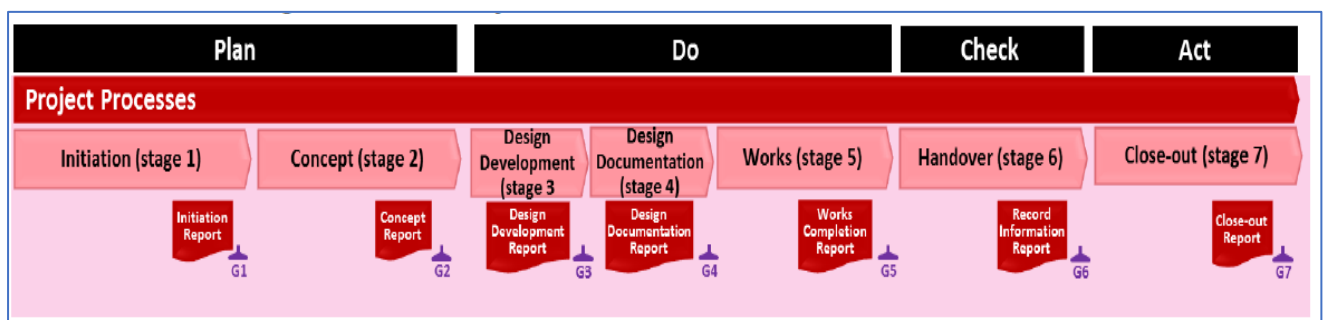 Plan
Do
Check
Act
Project Processes
Initiation (stage 1)
Concept (stage 2)
Design
Development
(stage 3
Design
Documentation
(stage 4)
Works (stage 5)
Handover (stage 6)
Close-out (stage 7)
Initiation
Report
G1
Concept
Report
G2
Design
Development
Report
G3
Design
Documentation
Report
G4
Works
Completion
Report
G5
Record
Information
Report
G6
Close-out
Report
G7